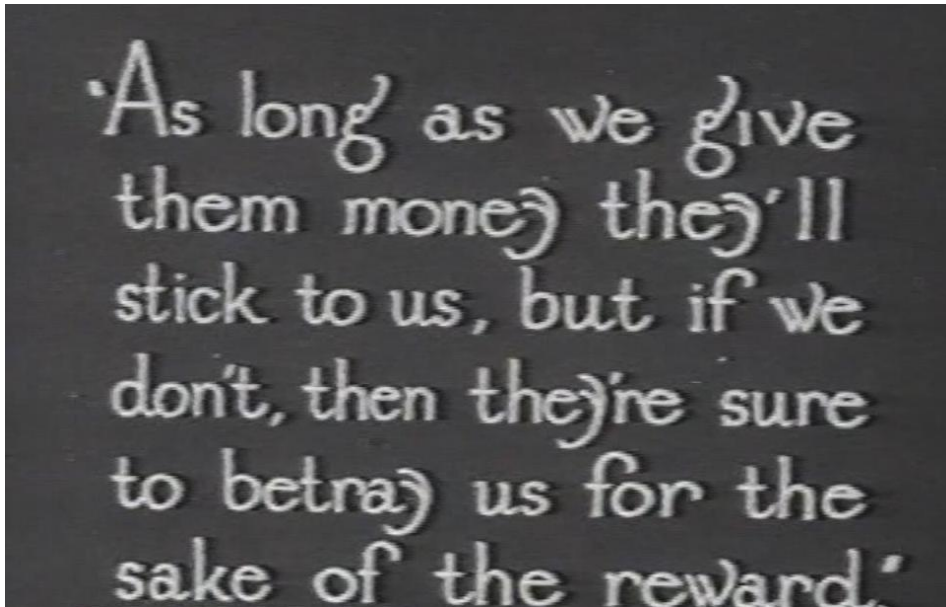 "As long as we give
them money they'll
stick to us, but if we
don't, then they're sure
to betray us for the
sake of the reward."